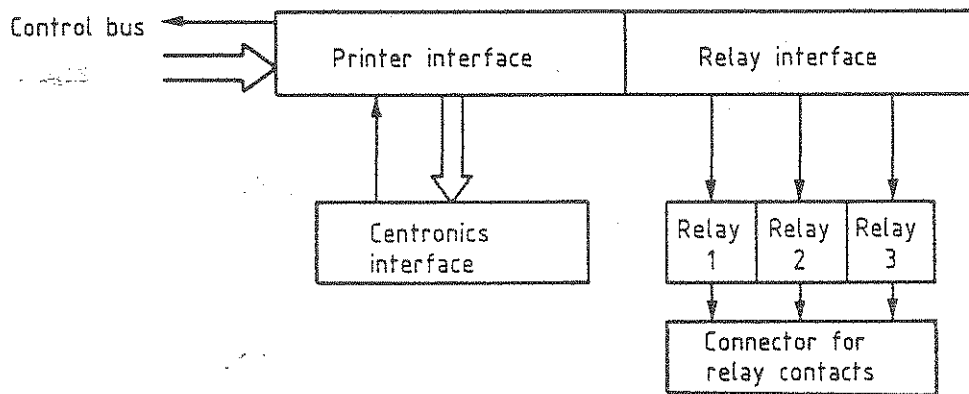 Control bus
Printer interface
Relay interface
Centronics
interface
Relay
1
Relay
2
Relay
3
Connector for
relay contacts